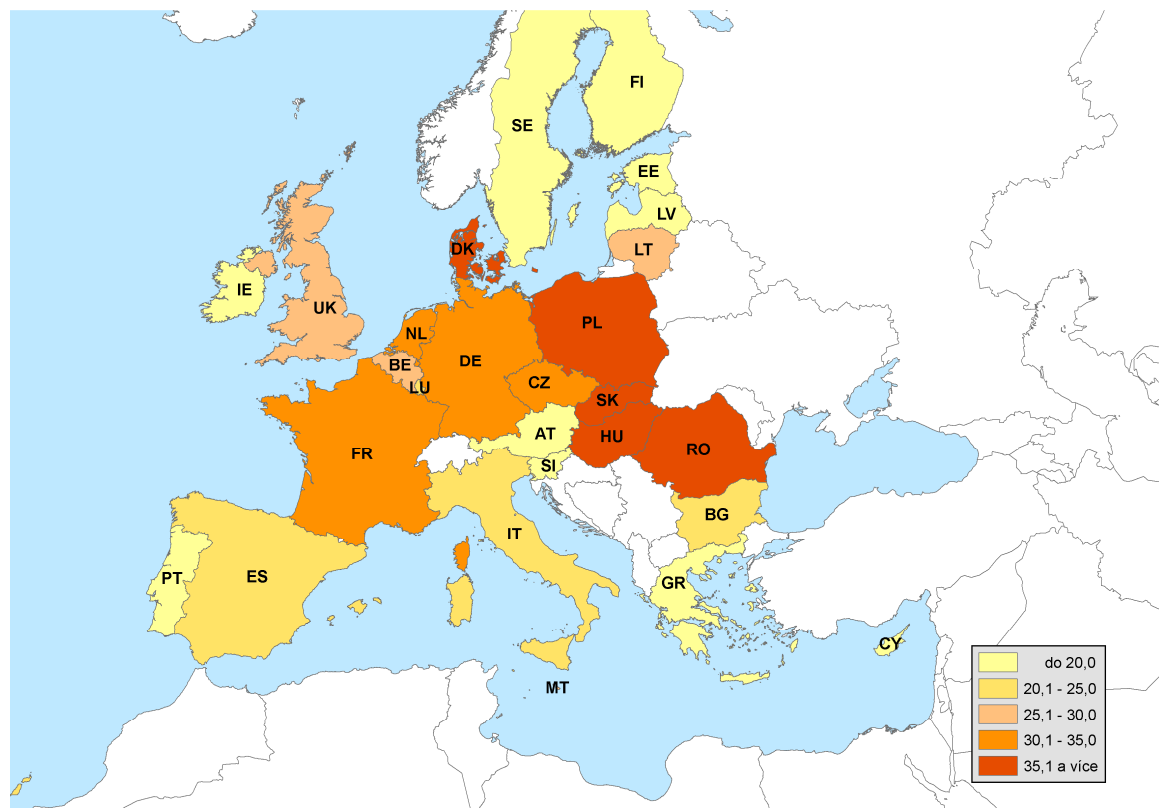 FI
SE
EE
LV
DK
LT
IE
UK
NL
PL
BE
DE
LU
CZ
SK
AT
HU
FR
RO
SI
BG
IT
PT
ES
GR
CY
MT
do 20,0
20,1 - 25,0
25,1 - 30,0
30,1 - 35,0
35,1 a více